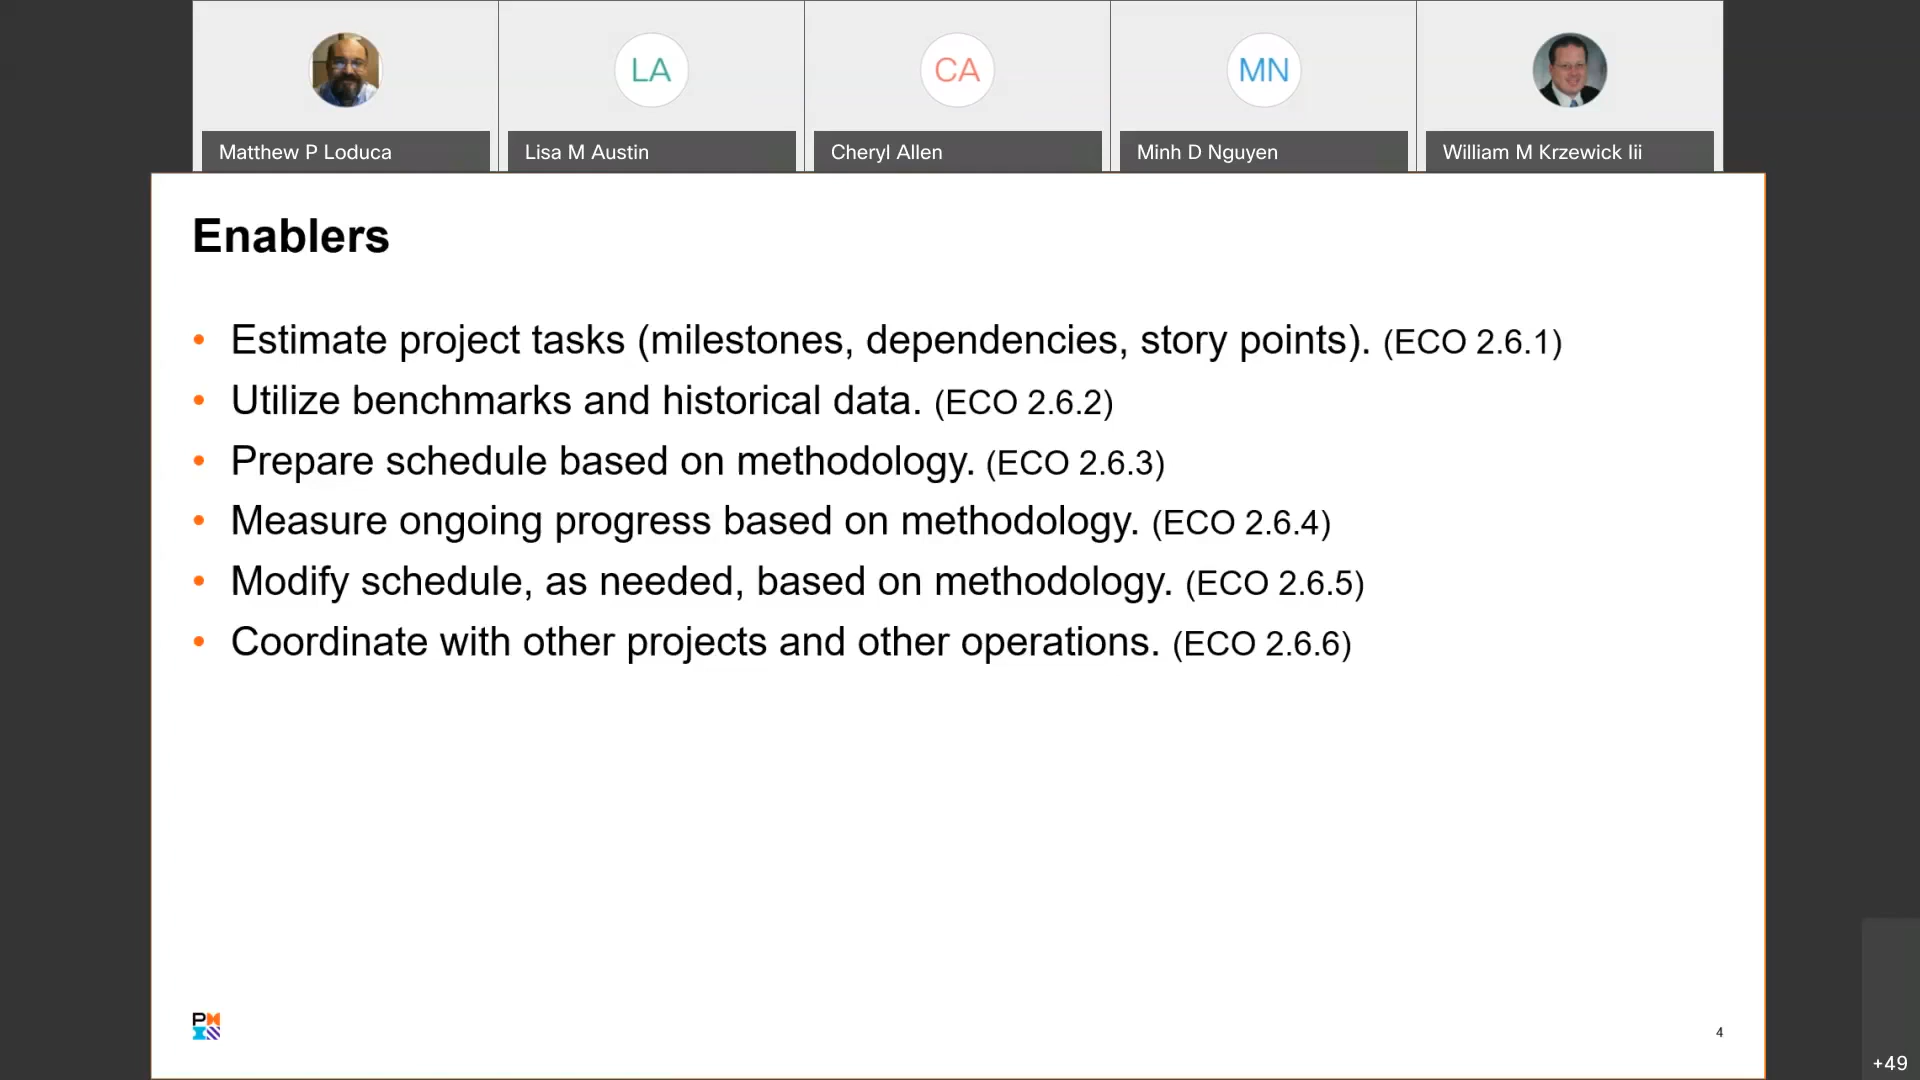 LA
CA
MN
Matthew P Loduca
Lisa M Austin
Cheryl Allen
Minh D Nguyen
William M Krzewick Iii
Enablers
• Estimate project tasks (milestones, dependencies, story points). (ECO 2.6.1)
• Utilize benchmarks and historical data. (ECO 2.6.2)
• Prepare schedule based on methodology. (ECO 2.6.3)
• Measure ongoing progress based on methodology. (ECO 2.6.4)
• Modify schedule, as needed, based on methodology. (ECO 2.6.5)
• Coordinate with other projects and other operations. (ECO 2.6.6)
4
+49